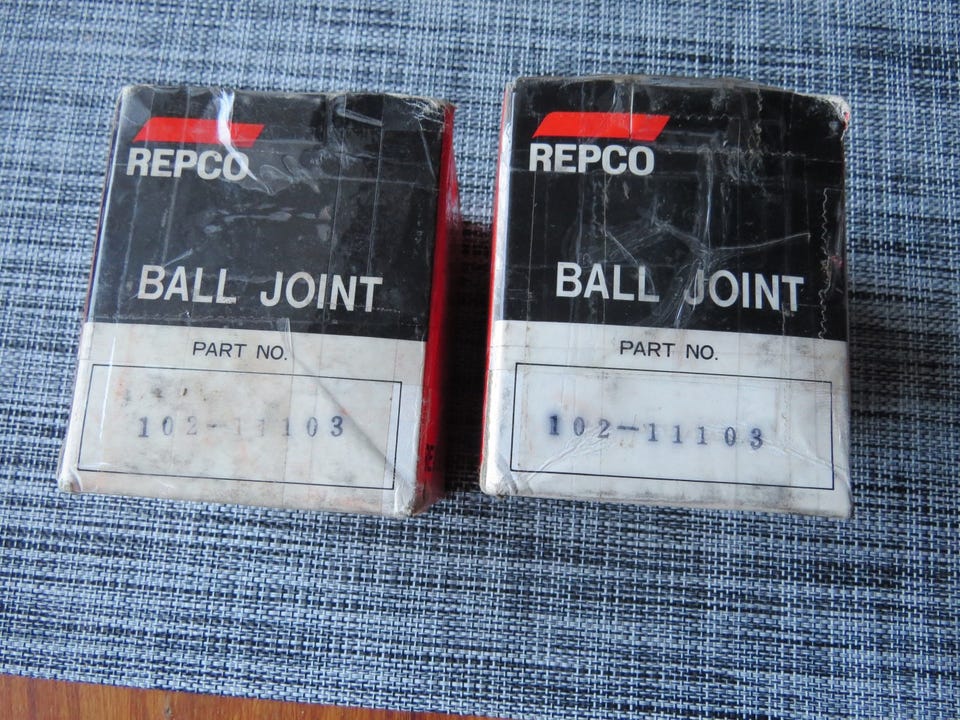 REPCO
BALL JOINT
PART NO.
102-11103
REPCO
BALL JOINT
PART NO.
102-11103